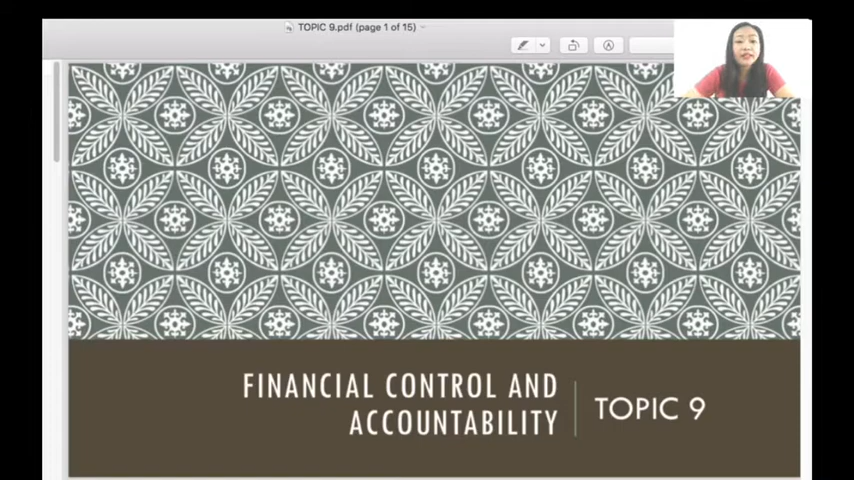 TOPIC 9.pdf (page 1 of 15)
FINANCIAL CONTROL AND
ACCOUNTABILITY
TOPIC 9